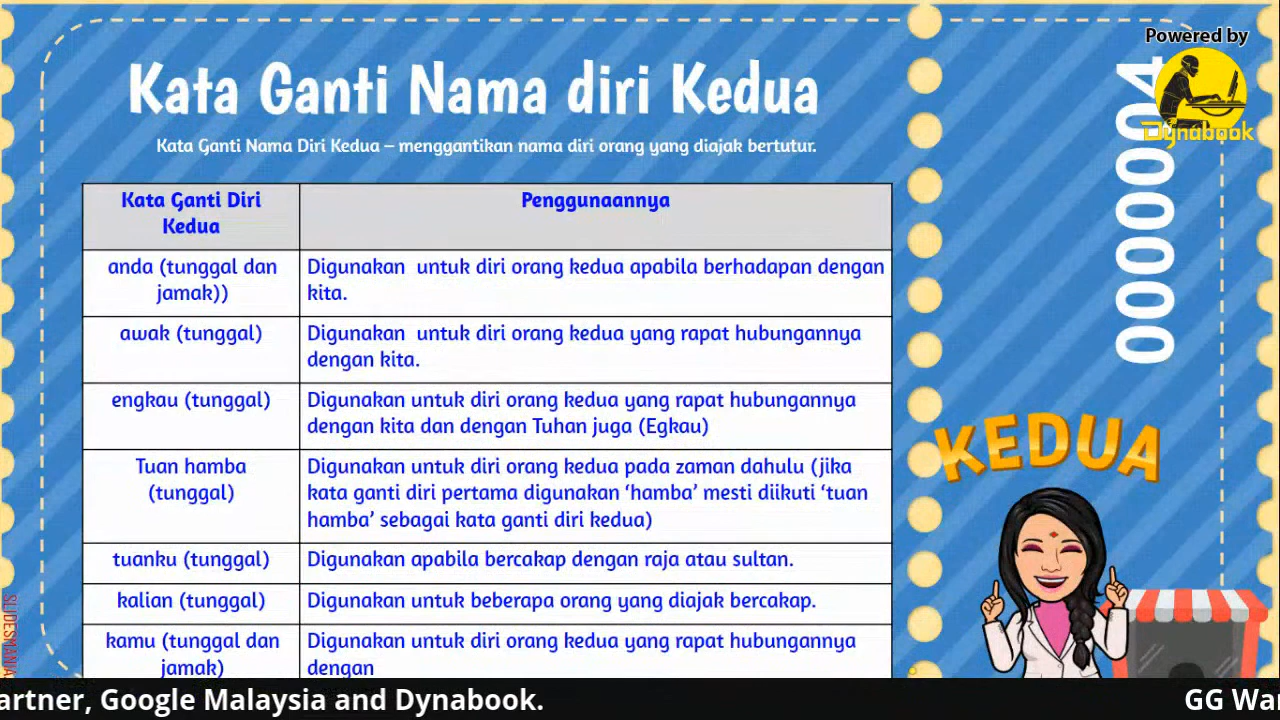 Powered by
Dynabook
Kata Ganti Nama diri Kedua
Kata Ganti Nama Diri Kedua – menggantikan nama diri orang yang diajak bertutur.
Kata Ganti Diri
Kedua
Penggunaannya
anda (tunggal dan
jamak))
Digunakan  untuk diri orang kedua apabila berhadapan dengan
kita.
awak (tunggal)
Digunakan  untuk diri orang kedua yang rapat hubungannya
dengan kita.
engkau (tunggal)
Digunakan untuk diri orang kedua yang rapat hubungannya
dengan kita dan dengan Tuhan juga (Egkau)
Tuan hamba
(tunggal)
Digunakan untuk diri orang kedua pada zaman dahulu (jika
kata ganti diri pertama digunakan ‘hamba’ mesti diikuti ‘tuan
hamba’ sebagai kata ganti diri kedua)
tuanku (tunggal)
Digunakan apabila bercakap dengan raja atau sultan.
kalian (tunggal)
Digunakan untuk beberapa orang yang diajak bercakap.
kamu (tunggal dan
jamak)
Digunakan untuk diri orang kedua yang rapat hubungannya
dengan
0000004
KEDUA
SLIDESMANIA
artner, Google Malaysia and Dynabook.
GG War